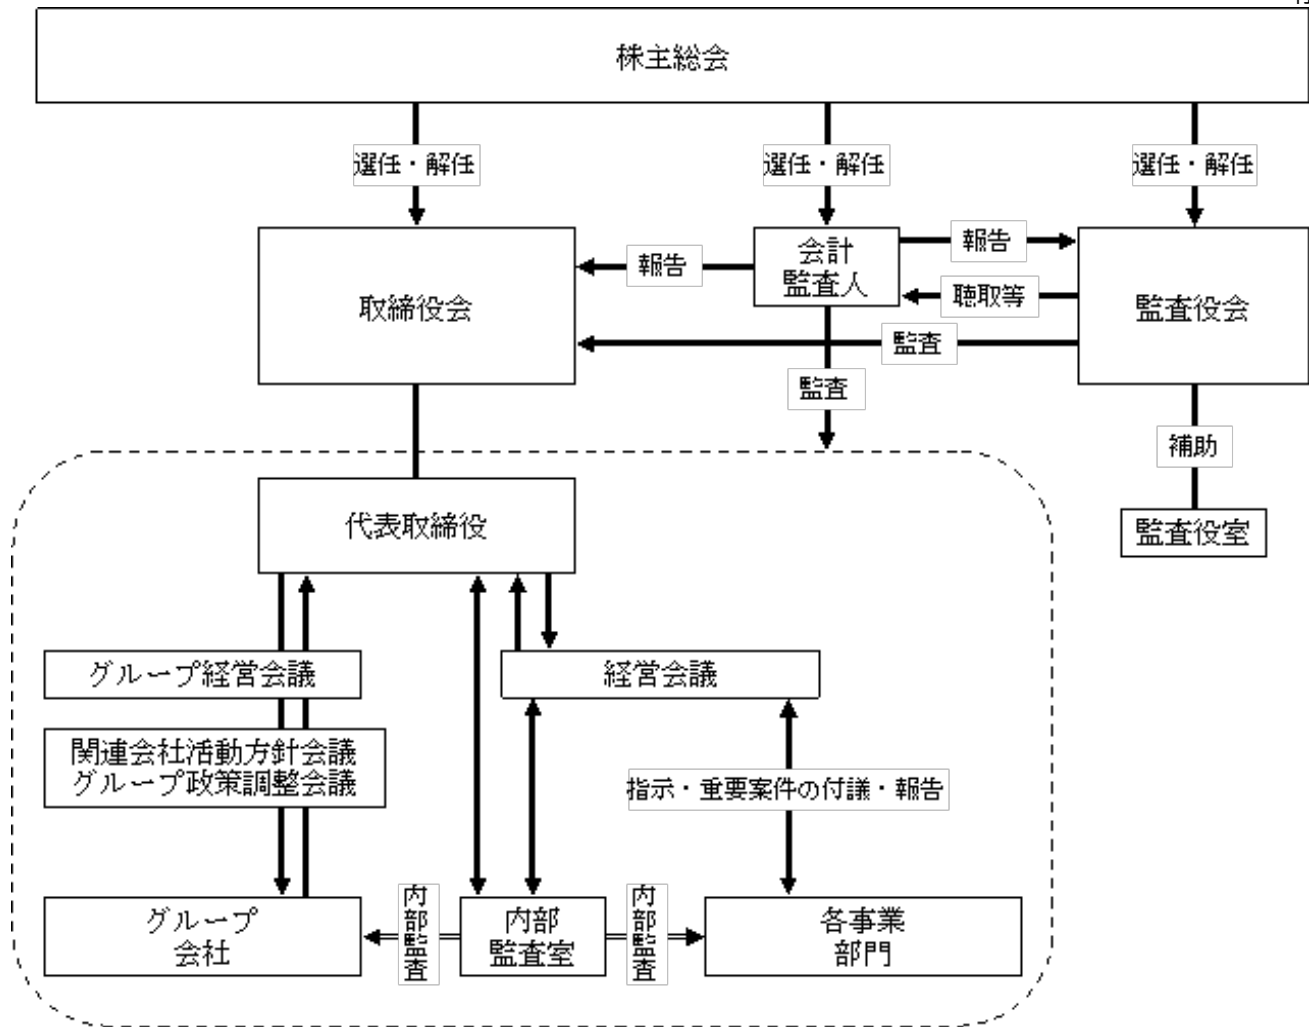 株主総会
選任・解任
選任・解任
選任・解任
取締役会
報告
会計
監査人
報告
聴取等
監査
監査
監査役会
補助
監査役室
代表取締役
グループ経営会議
経営会議
関連会社活動方針会議
グループ政策調整会議
指示・重要案件の付議・報告
グループ
会社
内部監査
内部
監査室
内部監査
各事業
部門